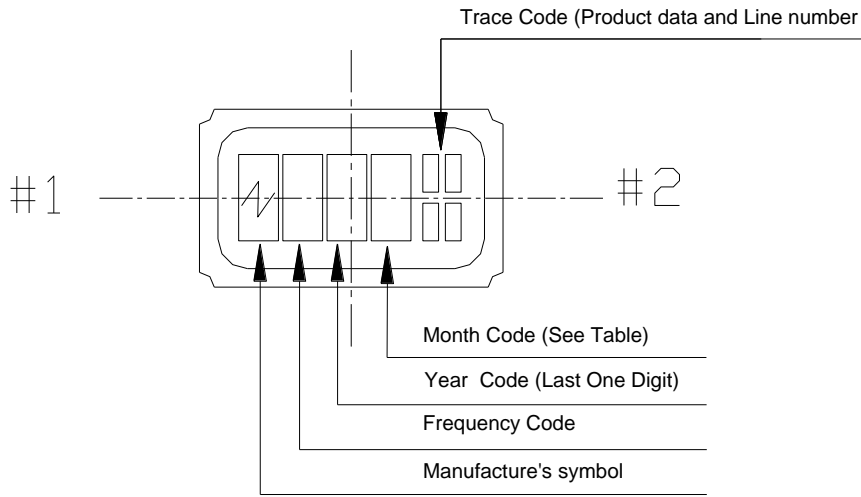 Trace Code (Product data and Line number
#1
#2
Month Code (See Table)
Year Code (Last One Digit)
Frequency Code
Manufacture's symbol